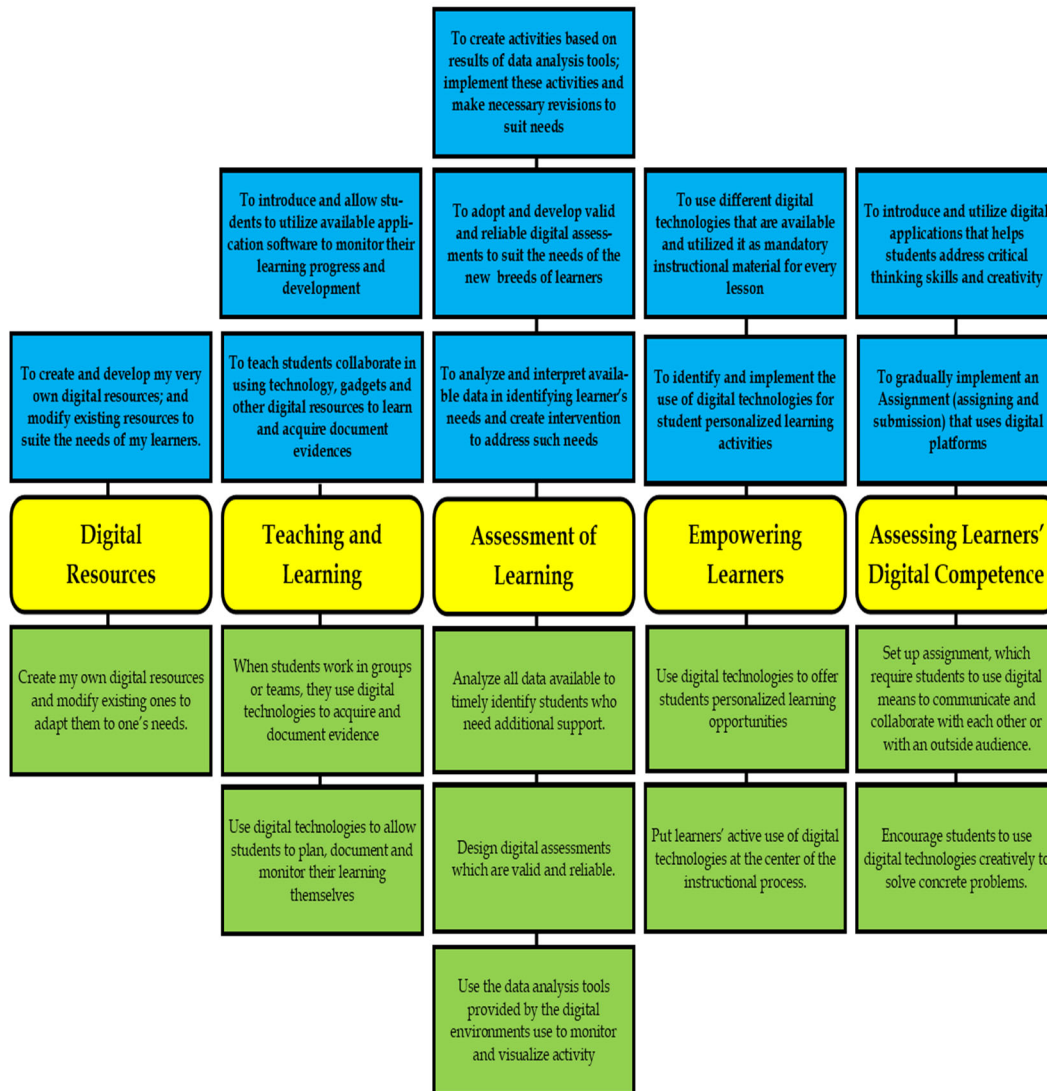 To create activities based on
results of data analysis tools;
implement these activities and
make necessary revisions to
suit needs
To introduce and allow stu-
dents to utilize available appli-
cation software to monitor their
learning progress and
development
To adopt and develop valid
and reliable digital assess-
ments to suit the needs of the
new breeds of learners
To use different digital
technologies that are available
and utilized it as mandatory
instructional material for every
lesson
To introduce and utilize digital
applications that helps
students address critical
thinking skills and creativity
To create and develop my very
own digital resources; and
modify existing resources to
suite the needs of my learners.
To teach students collaborate in
using technology, gadgets and
other digital resources to learn
and acquire document
evidences
To analyze and interpret availa-
ble data in identifying learner's
needs and create intervention
to address such needs
To identify and implement the
use of digital technologies for
student personalized learning
activities
To gradually implement an
Assignment (assigning and
submission) that uses digital
platforms
Digital
Resources
Teaching and
Learning
Assessment of
Learning
Empowering
Learners
Assessing Learners’
Digital Competence
Create my own digital resources
and modify existing ones to
adapt them to one’s needs.
When students work in groups
or teams, they use digital
technologies to acquire and
document evidence
Analyze all data available to
timely identify students who
need additional support.
Use digital technologies to offer
students personalized learning
opportunities
Set up assignment, which
require students to use digital
means to communicate and
collaborate with each other or
with an outside audience.
Use digital technologies to allow
students to plan, document and
monitor their learning
themselves
Design digital assessments
which are valid and reliable.
Put learners’ active use of digital
technologies at the center of the
instructional process.
Encourage students to use
digital technologies creatively to
solve concrete problems.
Use the data analysis tools
provided by the digital
environments use to monitor
and visualize activity